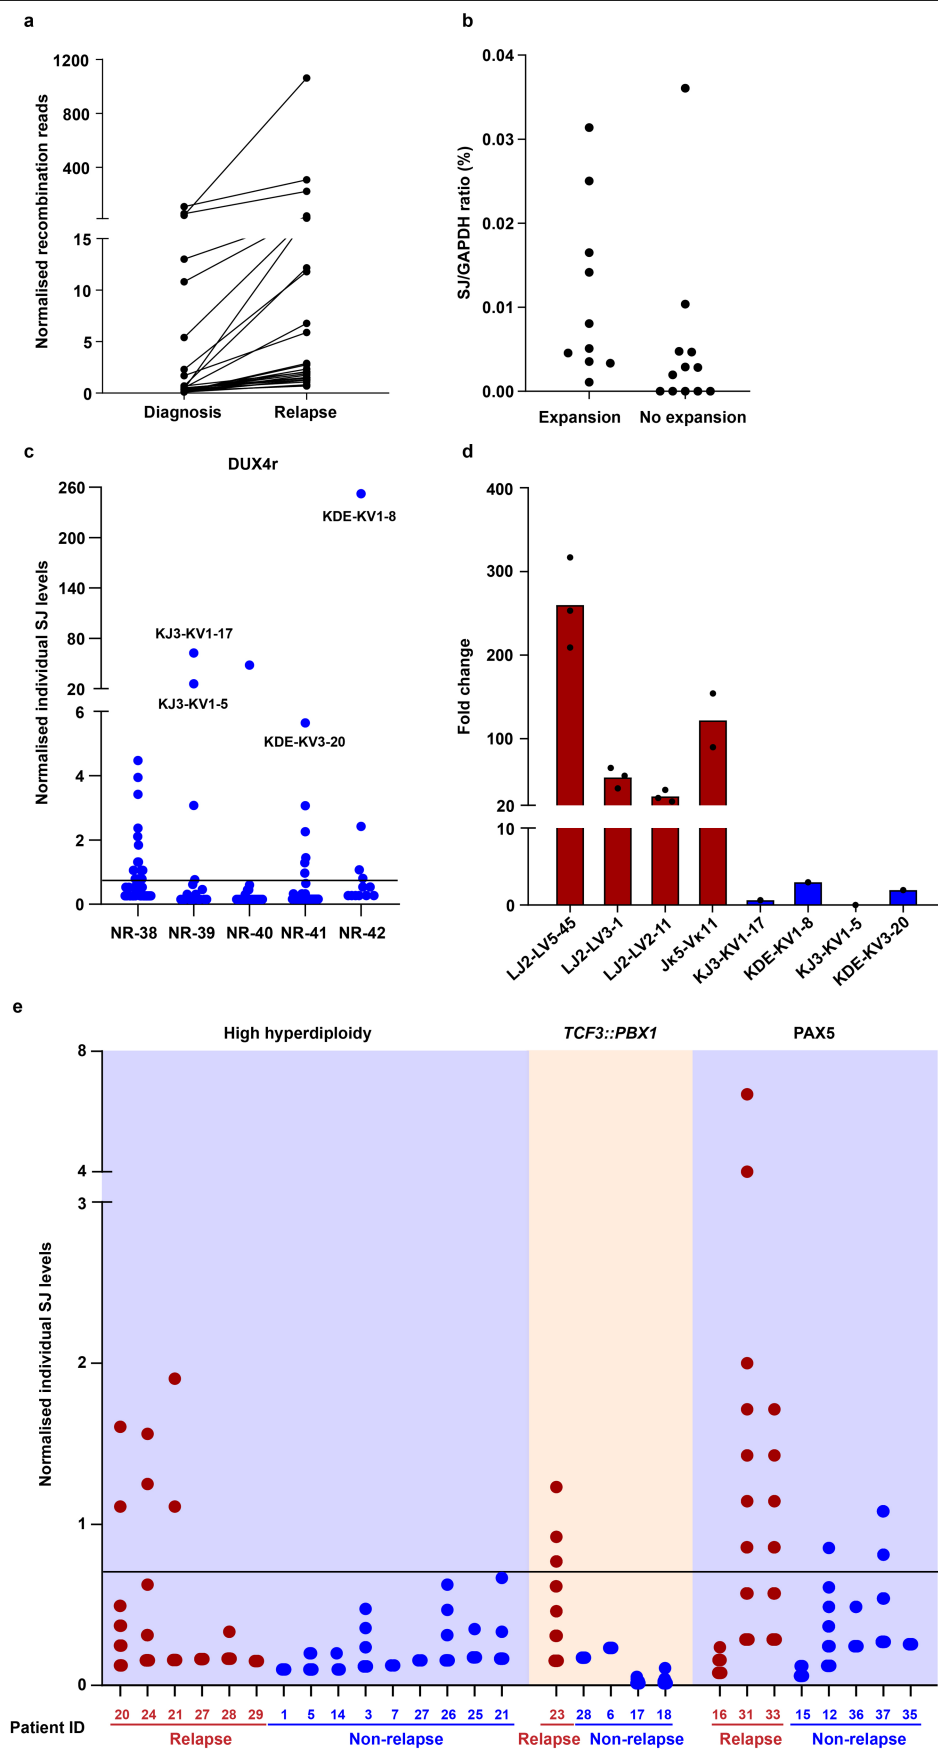 a
Normalised recombination reads
1200
800
400
15
10
5
0
Diagnosis
Relapse
b
SJ/GAPDH ratio (%)
0.04
0.03
0.02
0.01
0.00
Expansion
No expansion
c
DUX4r
Normalised individual SJ levels
260
200
140
80
20
6
4
2
0
KDE-KV1-8
KJ3-KV1-17
KJ3-KV1-5
KDE-KV3-20
NR-38 NR-39 NR-40 NR-41 NR-42
d
Fold change
400
300
200
100
20
10
0
LJ2-LV5-45
LJ2-LV3-1
LJ2-LV2-11
Jκ5-Vκ11
KJ3-KV1-17
KDE-KV1-8
KJ3-KV1-5
KDE-KV3-20
e
High hyperdiploidy
TCF3::PBX1
PAX5
Normalised individual SJ levels
8
4
3
2
1
0
Patient ID
20 24 21 27 28 29 1 5 14 3 7 27 26 25 21 23 28 6 17 18 16 31 33 15 12 36 37 35
Relapse Non-relapse Relapse Non-relapse Relapse Non-relapse